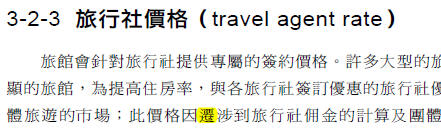 3-2-3 旅行社價格（travel agent rate）
旅館會針對旅行社提供專屬的簽約價格。許多大型的旅
顯的旅館，為提高住房率，與各旅行社簽訂優惠的旅行社優
體旅遊的市場；此價格因遷涉到旅行社佣金的計算及團體